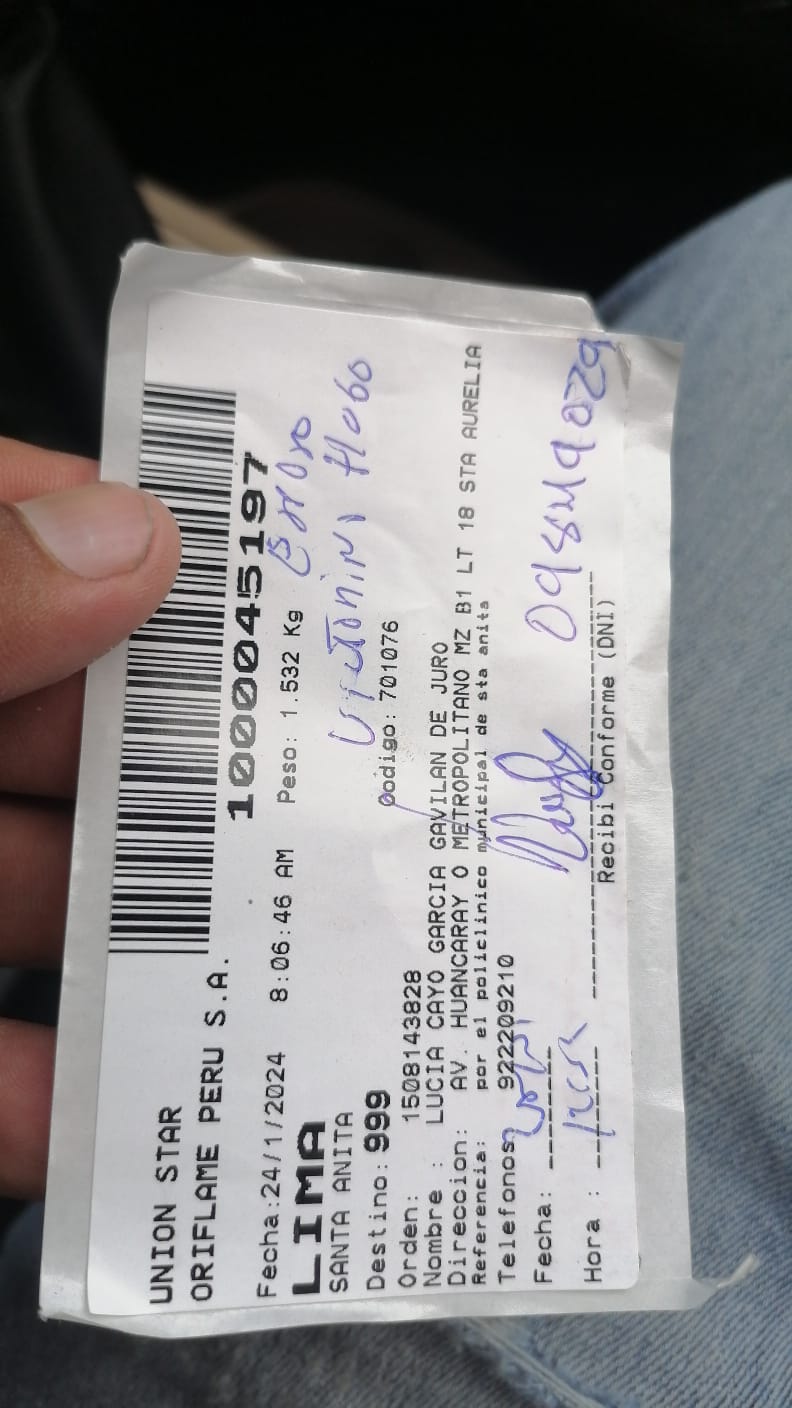 1000045197
UNION STAR
ORIFLAME PERU S.A.
Fecha:24/1/2024 8:06:46 AM Peso: 1.532 Kg
LIMA
SANTA ANITA
Destino: 999 codigo: 701076
Orden: 1508143828
Nombre : LUCIA CAYO GARCIA GAVILAN DE JURO
Direccion: AV. HUANCARAY O METROPOLITANO MZ B1 LT 18 STA AURELIA
Referencia: por el policlinico municipal de sta anita
Telefonos: 922209210
Fecha:
Hora :
Recibi Conforme (DNI)